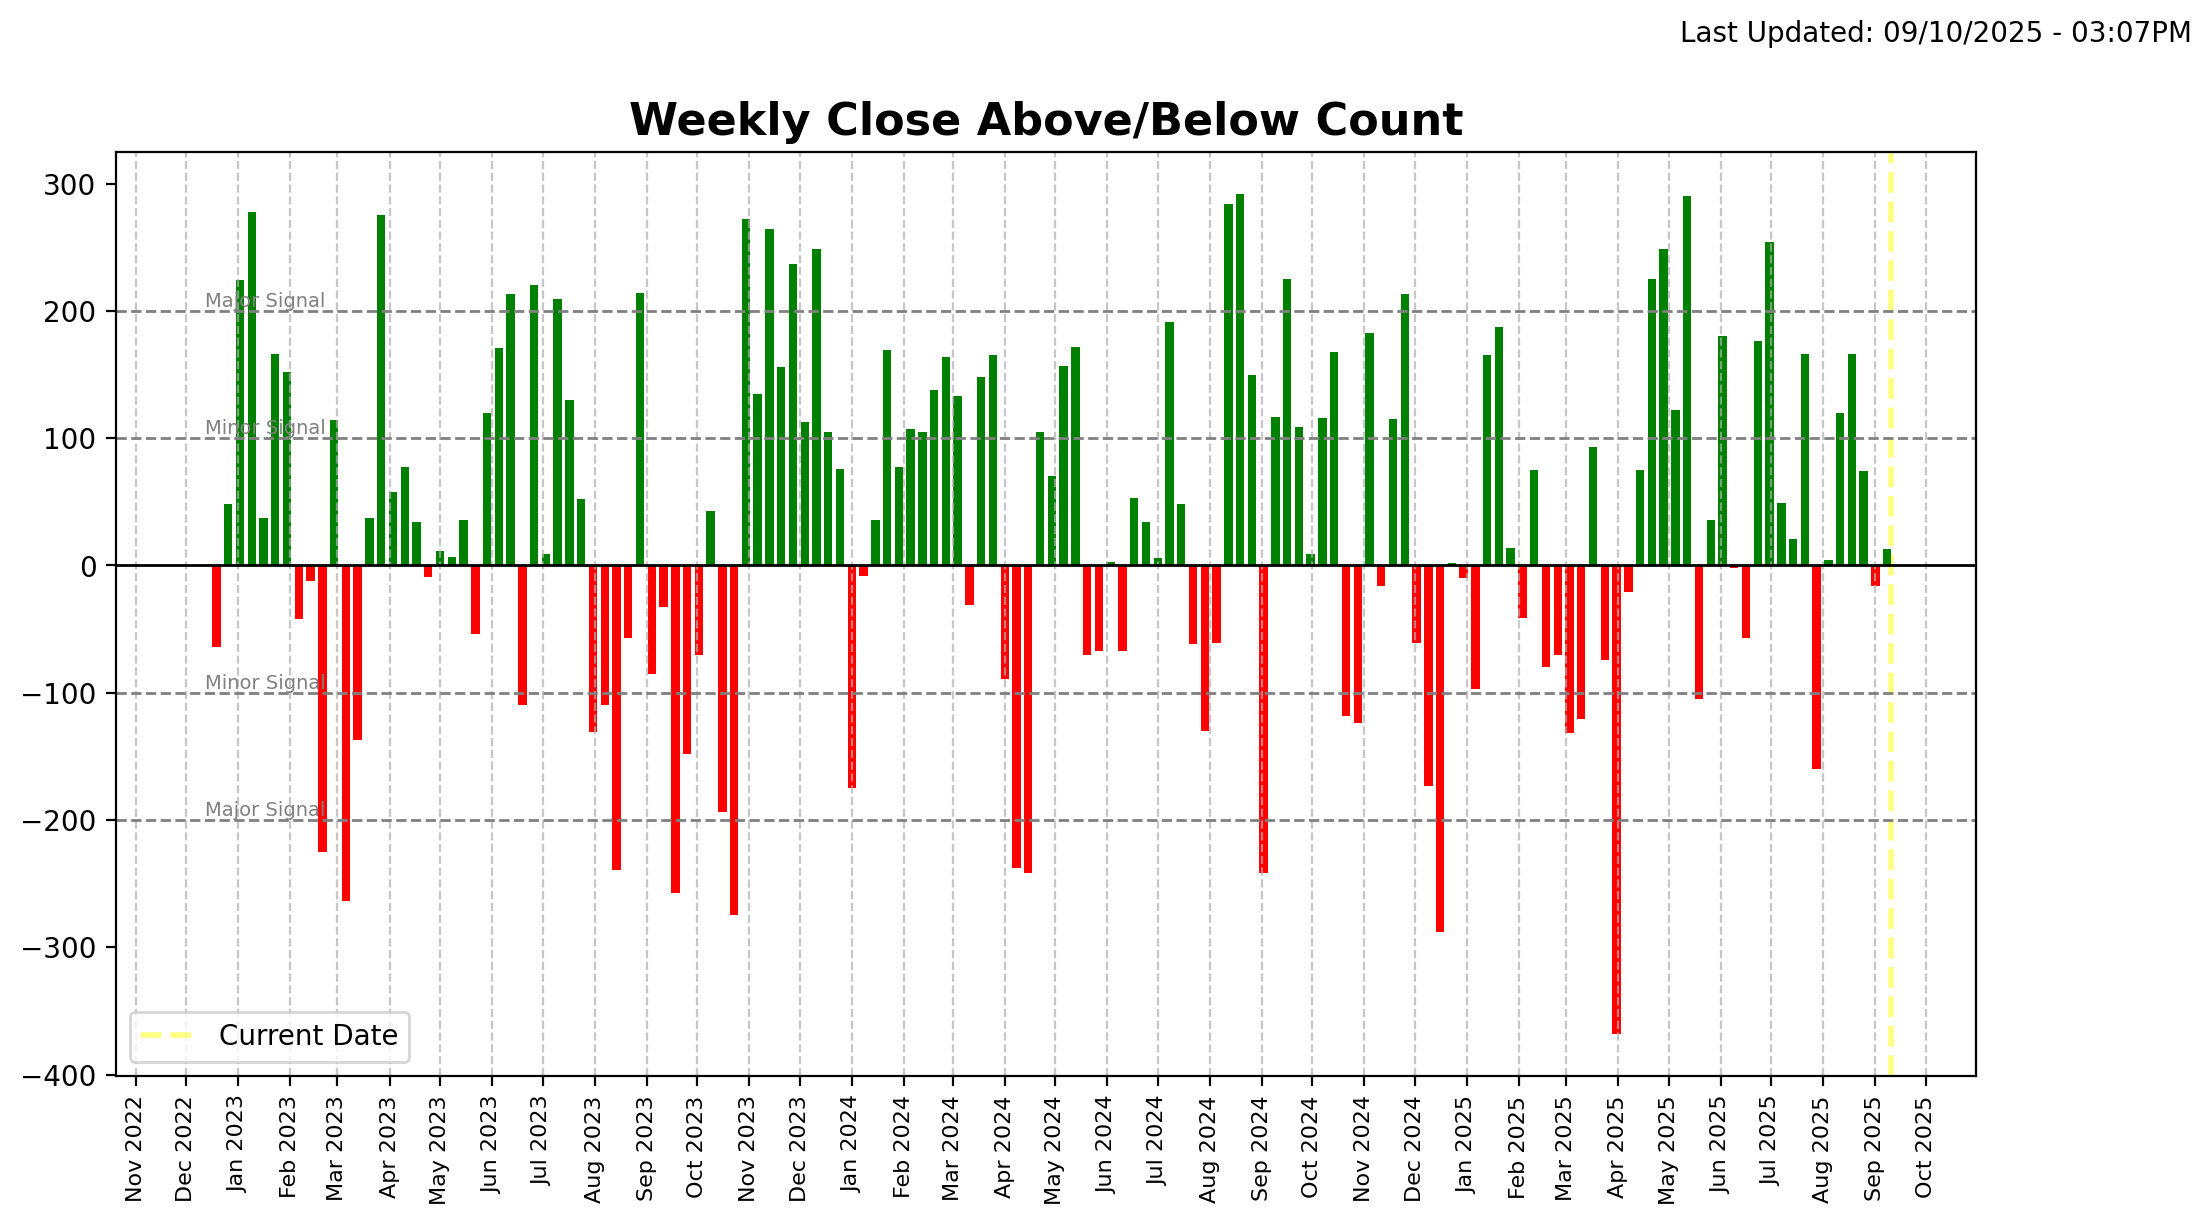 Last Updated: 09/10/2025 - 03:07PM
Weekly Close Above/Below Count
300
200
100
0
−100
−200
−300
−400
Major Signal
Minor Signal
Minor Signal
Major Signal
Current Date
Nov 2022
Dec 2022
Jan 2023
Feb 2023
Mar 2023
Apr 2023
May 2023
Jun 2023
Jul 2023
Aug 2023
Sep 2023
Oct 2023
Nov 2023
Dec 2023
Jan 2024
Feb 2024
Mar 2024
Apr 2024
May 2024
Jun 2024
Jul 2024
Aug 2024
Sep 2024
Oct 2024
Nov 2024
Dec 2024
Jan 2025
Feb 2025
Mar 2025
Apr 2025
May 2025
Jun 2025
Jul 2025
Aug 2025
Sep 2025
Oct 2025